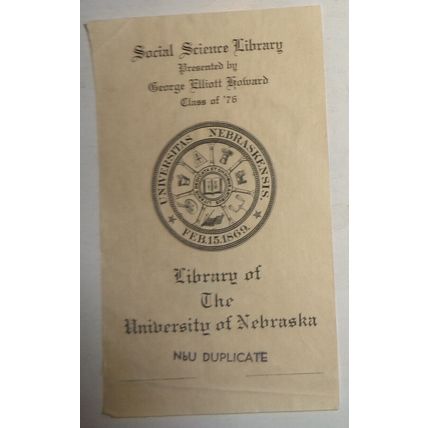 Social Science Library
Presented by
George Elliott Howard
Class of '76
UNIVERSITAS NEBRASKENSIS.
FEB.15.1869.
Library of
The
University of Nebraska
NbU DUPLICATE